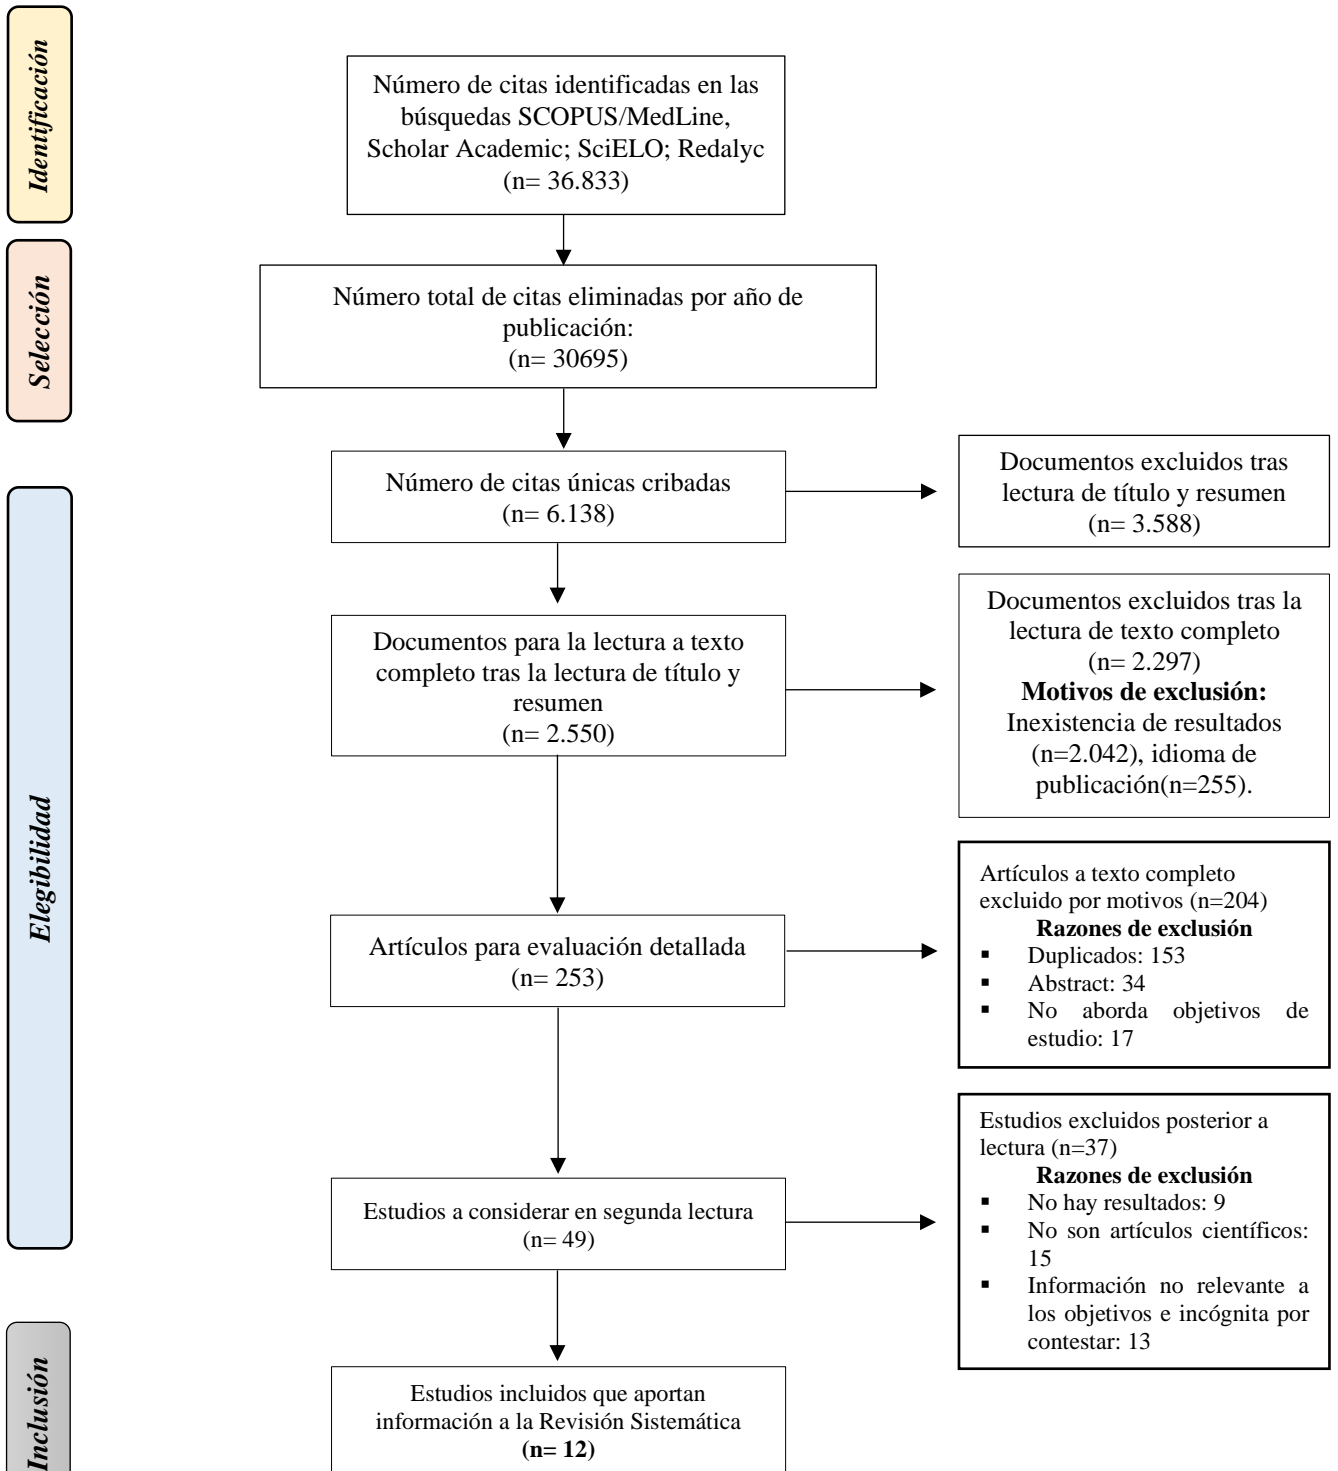 Identificación
Número de citas identificadas en las
búsquedas SCOPUS/MedLine,
Scholar Academic; SciELO; Redalyc
(n= 36.833)
Selección
Número total de citas eliminadas por año de
publicación:
(n= 30695)
Elegibilidad
Número de citas únicas cribadas
(n= 6.138)
Documentos excluidos tras
lectura de título y resumen
(n= 3.588)
Documentos para la lectura a texto
completo tras la lectura de título y
resumen
(n= 2.550)
Documentos excluidos tras la
lectura de texto completo
(n= 2.297)
Motivos de exclusión:
Inexistencia de resultados
(n=2.042), idioma de
publicación(n=255).
Artículos para evaluación detallada
(n= 253)
Artículos a texto completo
excluido por motivos (n=204)
Razones de exclusión
▪ Duplicados: 153
▪ Abstract: 34
▪ No aborda objetivos de
estudio: 17
Estudios a considerar en segunda lectura
(n= 49)
Estudios excluidos posterior a
lectura (n=37)
Razones de exclusión
▪ No hay resultados: 9
▪ No son artículos científicos:
15
▪ Información no relevante a
los objetivos e incógnita por
contestar: 13
Inclusión
Estudios incluidos que aportan
información a la Revisión Sistemática
(n= 12)